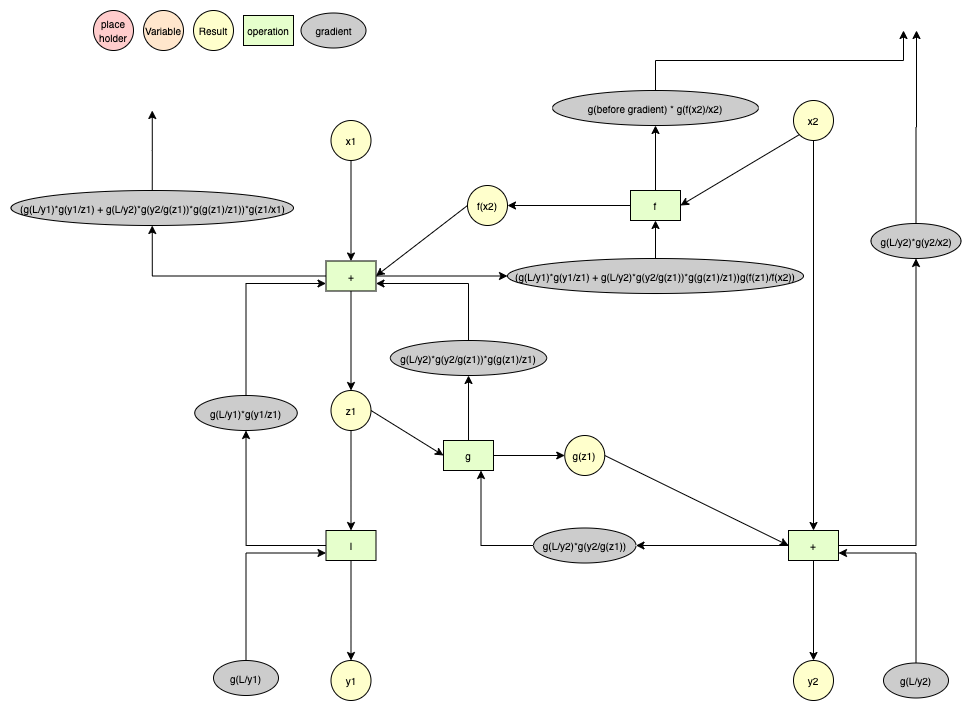 place
holder
Variable
Result
operation
gradient
g(before gradient) * g(f(x2)/x2)
x2
x1
(g(L/y1)*g(y1/z1) + g(L/y2)*g(y2/g(z1))*g(g(z1)/z1))*g(z1/x1)
f(x2)
f
g(L/y2)*g(y2/x2)
+
(g(L/y1)*g(y1/z1) + g(L/y2)*g(y2/g(z1))*g(g(z1)/z1))g(f(z1)/f(x2))
g(L/y2)*g(y2/g(z1))*g(g(z1)/z1)
g(L/y1)*g(y1/z1)
z1
g
g(z1)
I
g(L/y2)*g(y2/g(z1))
+
g(L/y1)
y1
y2
g(L/y2)